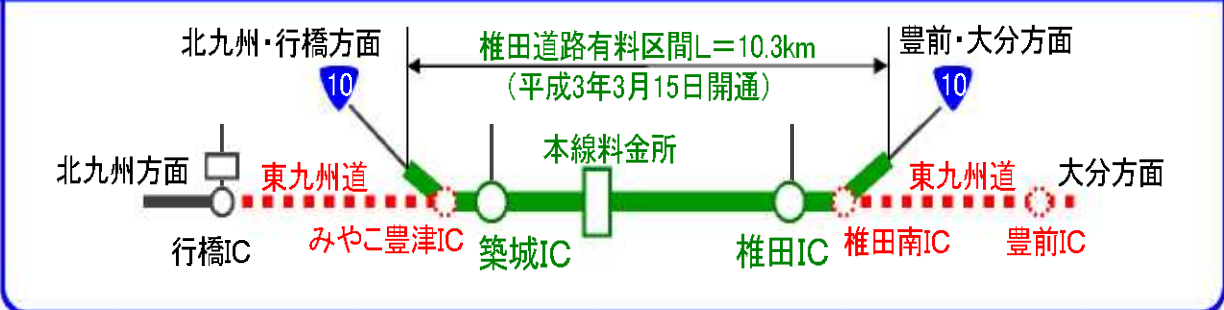 北九州・行橋方面
椎田道路有料区間L=10.3km
豊前・大分方面
(平成3年3月15日開通)
10
10
本線料金所
北九州方面
東九州道
東九州道
大分方面
行橋IC
みやこ豊津IC
築城IC
椎田IC
椎田南IC
豊前IC